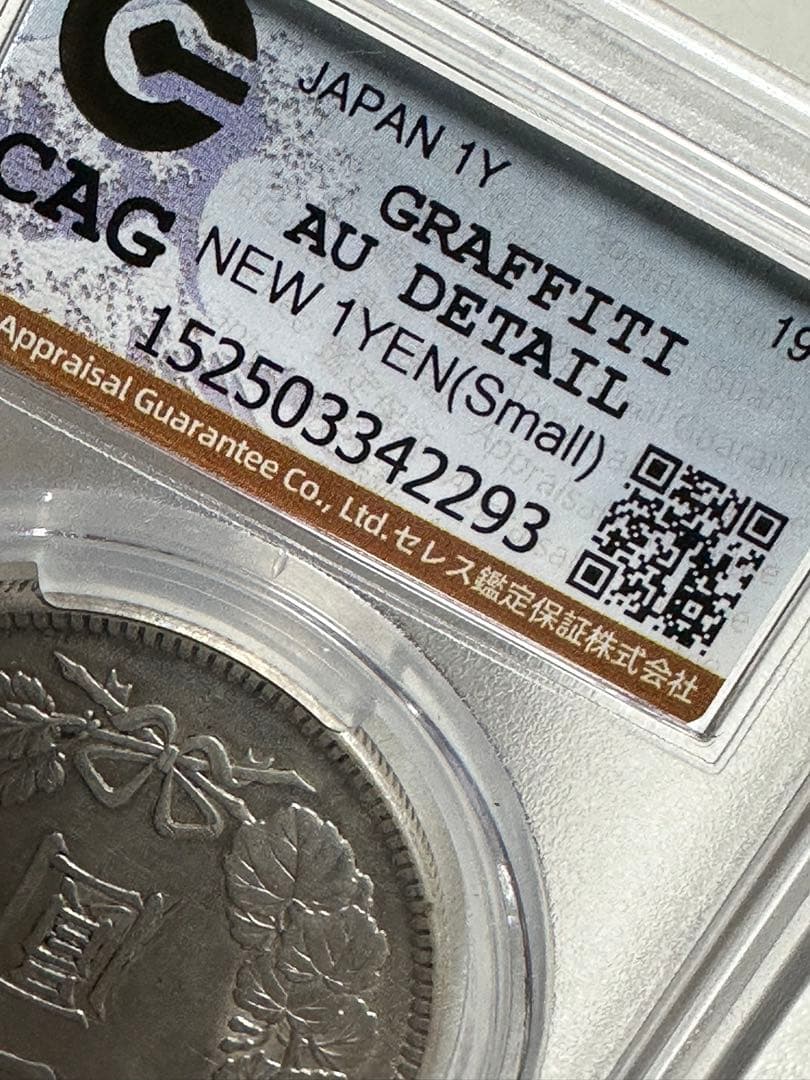 JAPAN 1Y
19
GRAFFITI
AU DETAIL
CAG
NEW 1YEN(Small)
1525033342293
Appraisal Guarantee Co., Ltd.セレス鑑定保証株式会社
圓